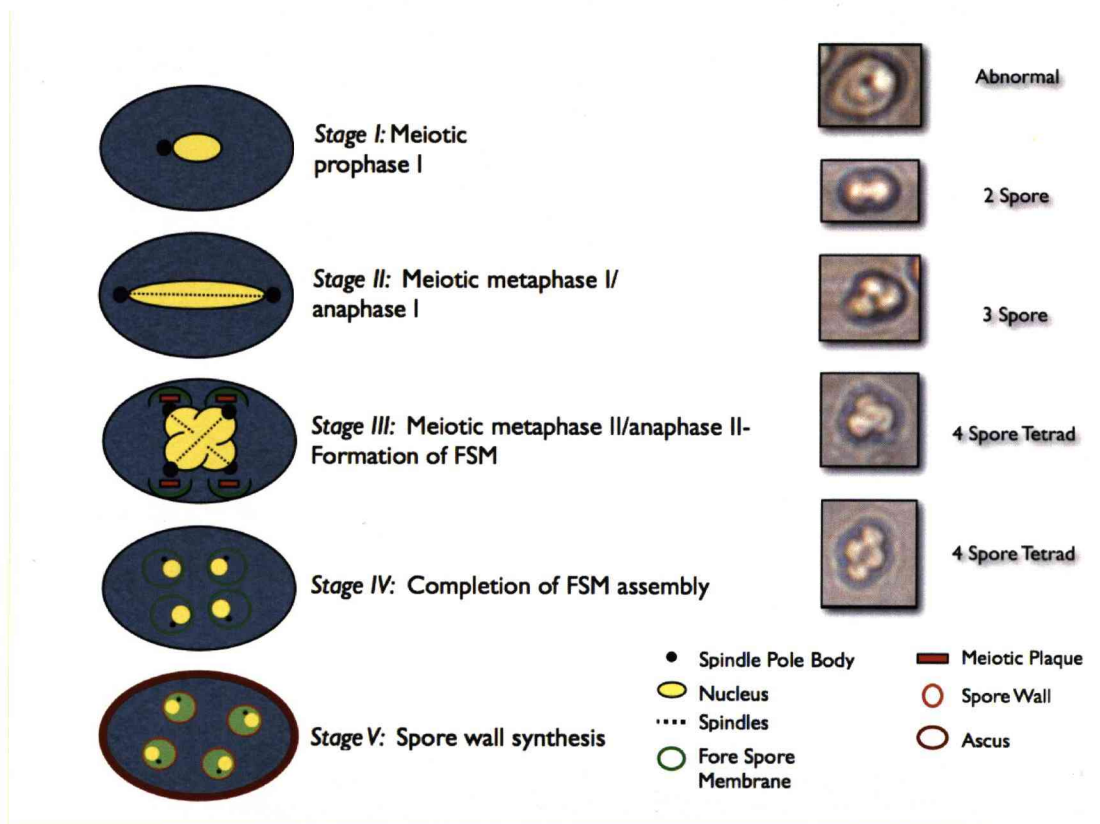 Stage I: Meiotic
prophase I
Stage II: Meiotic metaphase I/
anaphase I
Stage III: Meiotic metaphase II/anaphase II-
Formation of FSM
Stage IV: Completion of FSM assembly
Stage V: Spore wall synthesis
Abnormal
2 Spore
3 Spore
4 Spore Tetrad
4 Spore Tetrad
Spindle Pole Body
Nucleus
Spindles
Fore Spore
Membrane
Meiotic Plaque
Spore Wall
Ascus